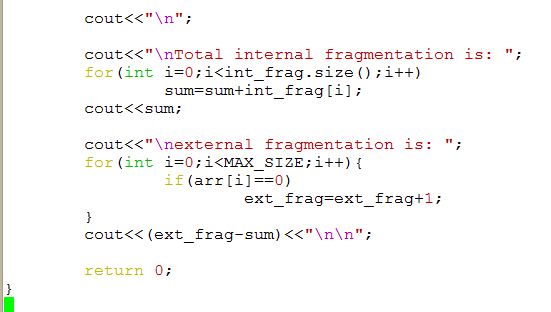 cout<<"\n";
cout<<"\nTotal internal fragmentation is: ";
for(int i=0;i<int_frag.size();i++)
sum=sum+int_frag[i];
cout<<sum;
cout<<"\nexternal fragmentation is: ";
for(int i=0;i<MAX_SIZE;i++){
if(arr[i]==0)
ext_frag=ext_frag+1;
}
cout<<(ext_frag-sum)<<"\n\n";
return 0;
}